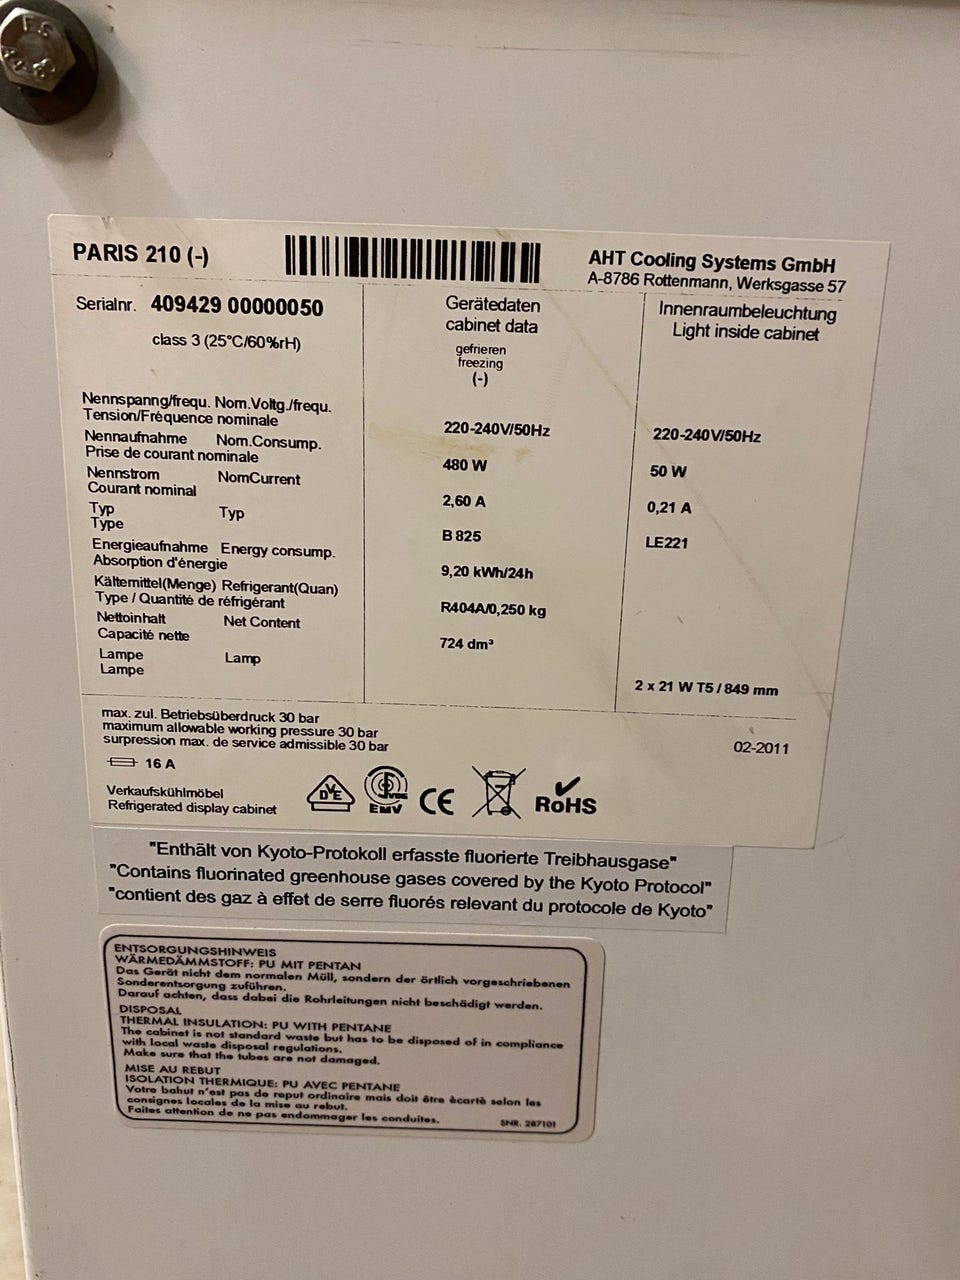 PARIS 210 (-)
AHT Cooling Systems GmbH
A-8786 Rottenmann, Werksgasse 57
Serialnr. 409429 00000050
class 3 (25°C/60%rH)
Gerätedaten
cabinet data
gefrieren
freezing
(-)
Innenraumbeleuchtung
Light inside cabinet
Nennspanng/frequ. Nom.Voltg./frequ.
Tension/Fréquence nominale
220-240V/50Hz
220-240V/50Hz
Nennaufnahme Nom.Consump.
Prise de courant nominale
480 W
50 W
Nennstrom NomCurrent
Courant nominal
2,60 A
0,21 A
Typ Typ
Type
B 825
LE221
Energieaufnahme Energy consump.
Absorption d'énergie
9,20 kWh/24h
Kältemittel(Menge) Refrigerant(Quan)
Type / Quantité de réfrigérant
R404A/0,250 kg
Nettoinhalt Net Content
Capacité nette
724 dm³
Lampe Lamp
Lampe
2 x 21 W T5 / 849 mm
max. zul. Betriebsüberdruck 30 bar
maximum allowable working pressure 30 bar
surpression max. de service admissible 30 bar
02-2011
16 A
Verkaufskühlmöbel
Refrigerated display cabinet
DVE
EMV
CE
RoHS
"Enthält von Kyoto-Protokoll erfasste fluorierte Treibhausgase"
"Contains fluorinated greenhouse gases covered by the Kyoto Protocol"
"contient des gaz à effet de serre fluorés relevant du protocole de Kyoto"
ENTSORGUNGSHINWEIS
WÄRMEDÄMMSTOFF: PU MIT PENTAN
Das Gerät nicht dem normalen Müll, sondern der örtlich vorgeschriebenen
Sonderentsorgung zuführen.
Darauf achten, dass dabei die Rohrleitungen nicht beschädigt werden.
DISPOSAL
THERMAL INSULATION: PU WITH PENTANE
The cabinet is not standard waste but has to be disposed of in compliance
with local waste disposal regulations.
Make sure that the tubes are not damaged.
MISE AU REBUT
ISOLATION THERMIQUE: PU AVEC PENTANE
Votre bahut n'est pas de reput ordinaire mais doit être ècartè selon les
consignes locales de la mise au rebut.
Faites attention de ne pas endommager les conduites.
SNR. 287101